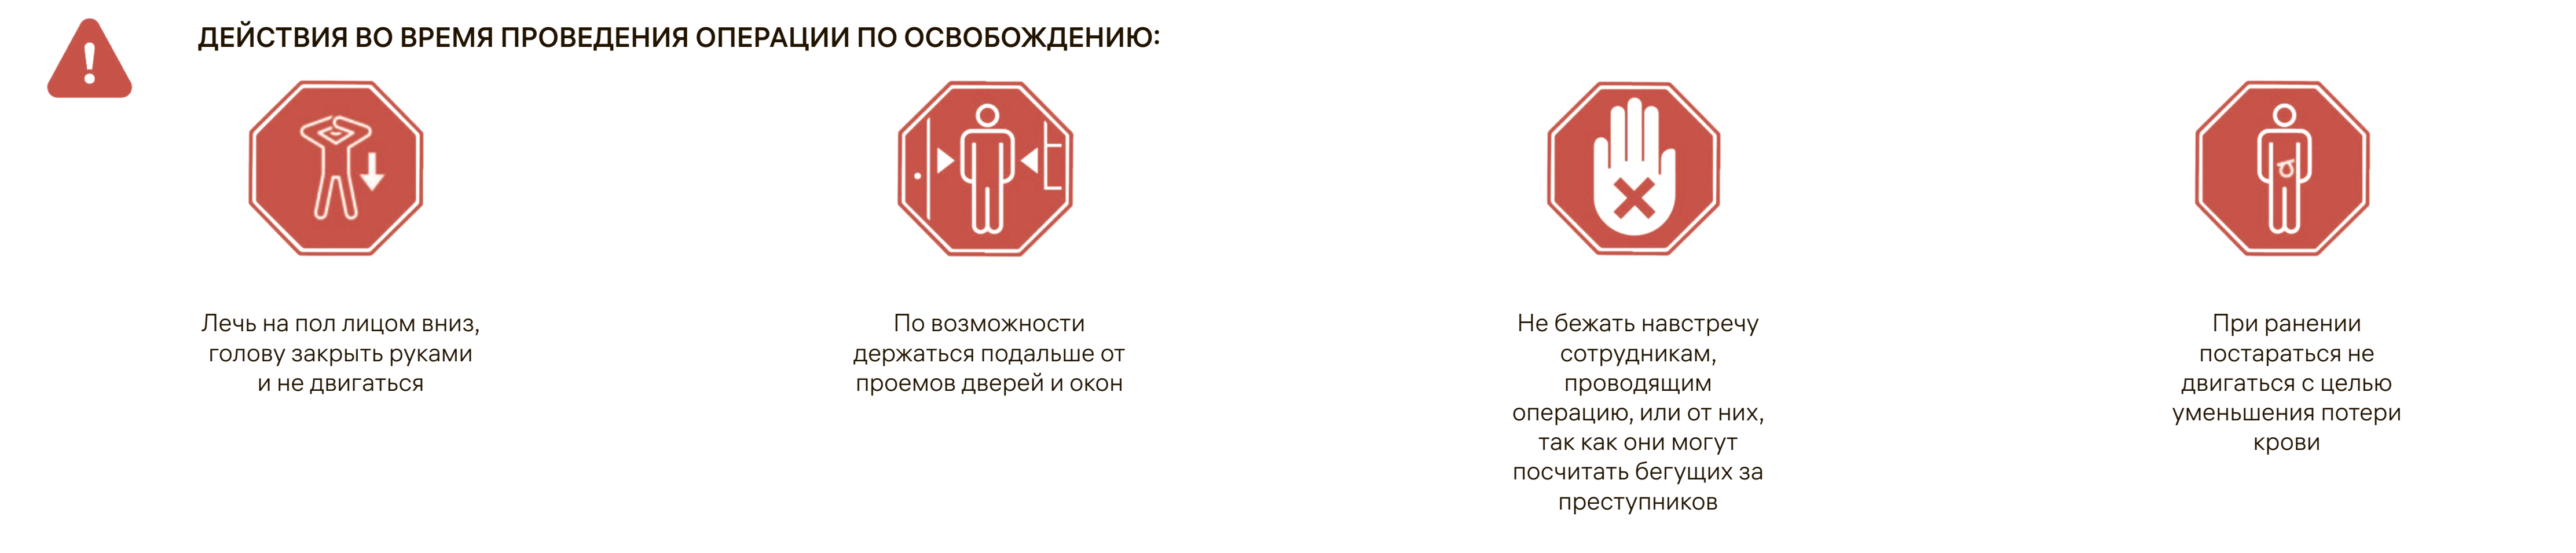 ДЕЙСТВИЯ ВО ВРЕМЯ ПРОВЕДЕНИЯ ОПЕРАЦИИ ПО ОСВОБОЖДЕНИЮ:
Лечь на пол лицом вниз,
голову закрыть руками
и не двигаться
По возможности
держаться подальше от
проемов дверей и окон
Не бежать навстречу
сотрудникам,
проводящим
операцию, или от них,
так как они могут
посчитать бегущих за
преступников
При ранении
постараться не
двигаться с целью
уменьшения потери
крови